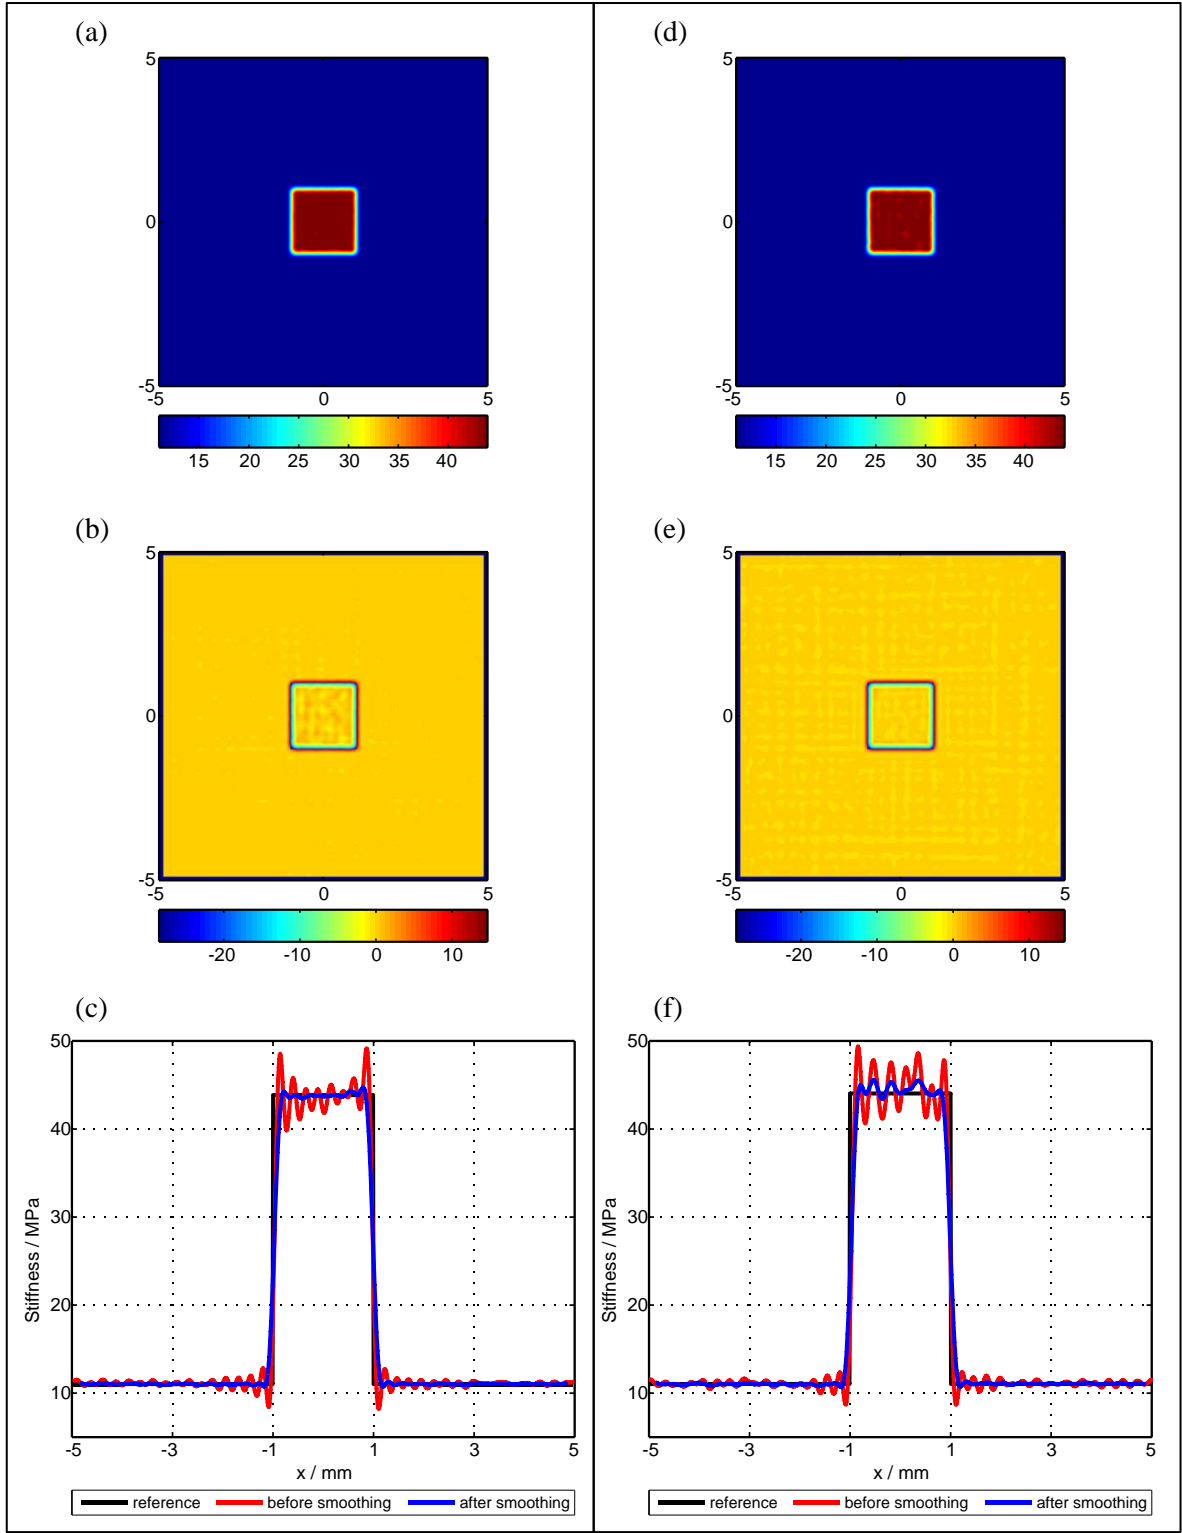 (a)
5
0
-5
-5 0 5
15 20 25 30 35 40
(b)
5
0
-5
-5 0 5
-20 -10 0 10
(c)
50
40
30
20
10
Stiffness / MPa
-5 -3 -1 1 3 5
x / mm
reference before smoothing after smoothing
(d)
5
0
-5
-5 0 5
15 20 25 30 35 40
(e)
5
0
-5
-5 0 5
-20 -10 0 10
(f)
50
40
30
20
10
Stiffness / MPa
-5 -3 -1 1 3 5
x / mm
reference before smoothing after smoothing